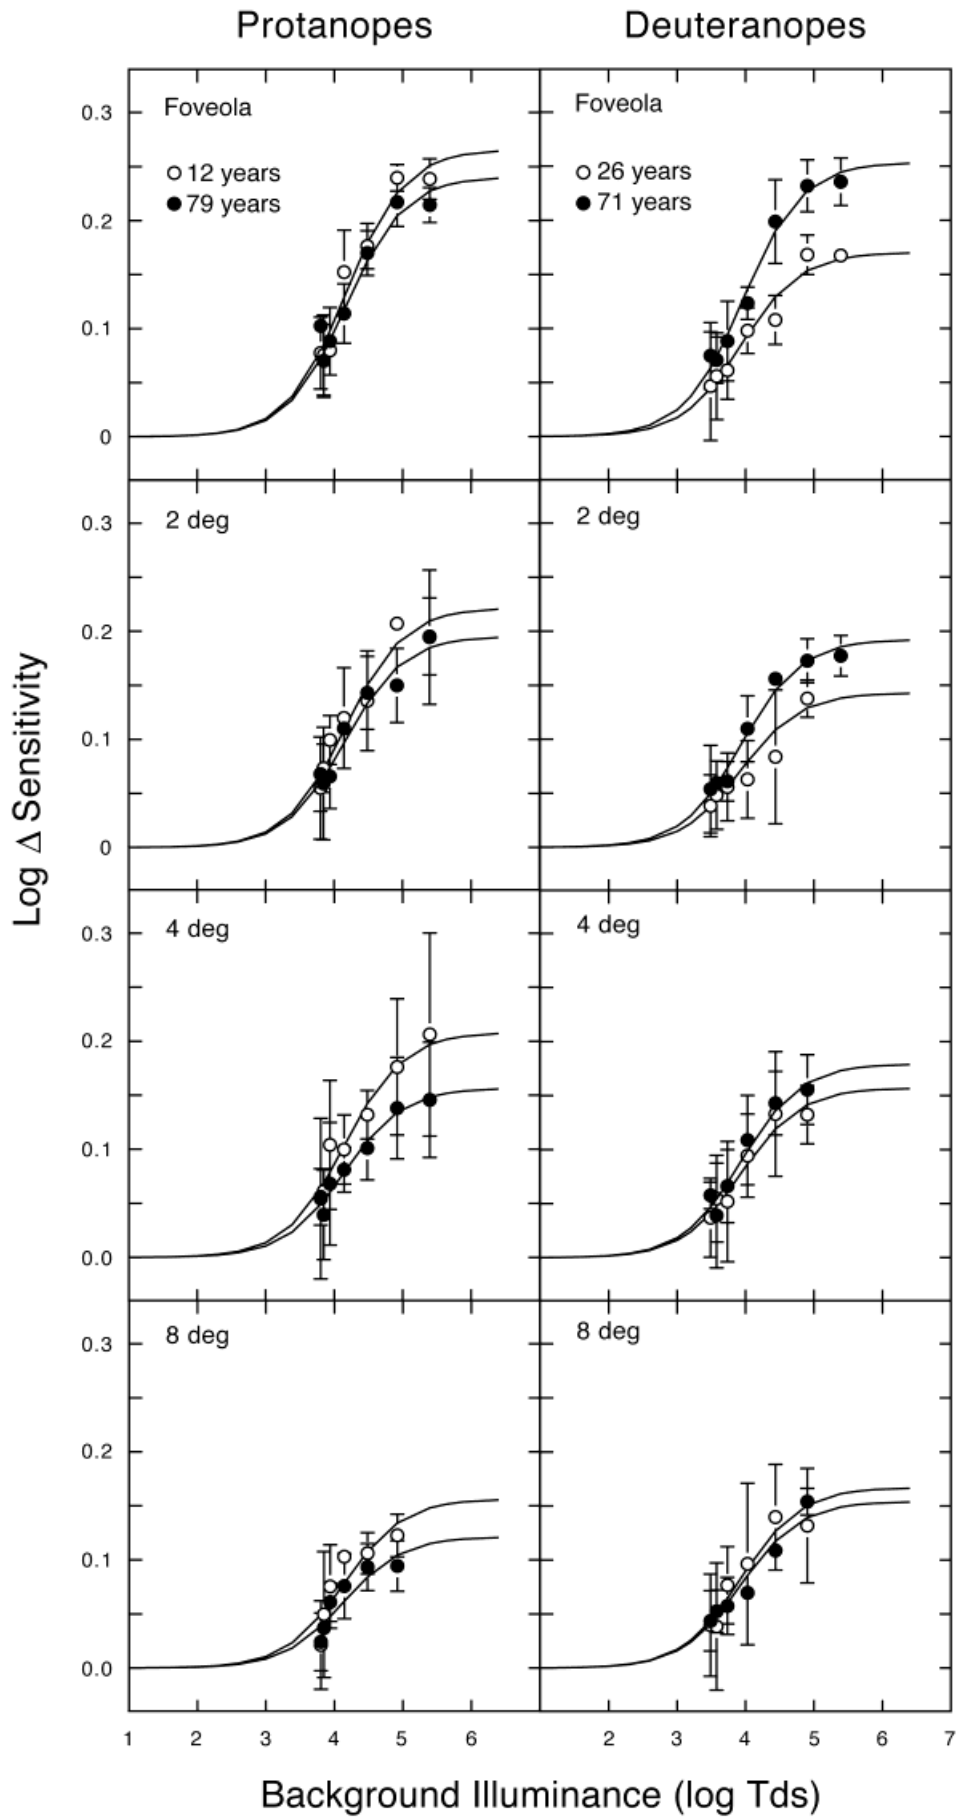 Protanopes Deuteranopes
Foveola
12 years
79 years
0.3
0.2
0.1
0
Foveola
26 years
71 years
2 deg
0.3
0.2
0.1
0
2 deg
4 deg
0.3
0.2
0.1
0.0
4 deg
8 deg
0.3
0.2
0.1
0.0
8 deg
Log Δ Sensitivity
1 2 3 4 5 6 2 3 4 5 6 7
Background Illuminance (log Tds)